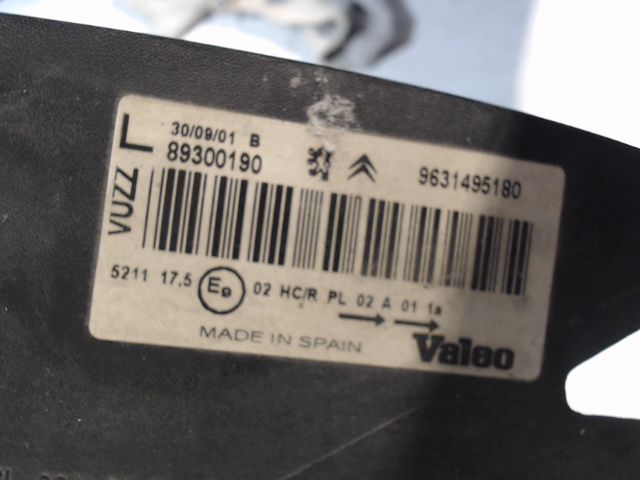 L 30/09/01 B
89300190 9631495180
VUZZ
5211 17,5 E9 02 HC/R PL 02 A 01 1a
MADE IN SPAIN Valeo